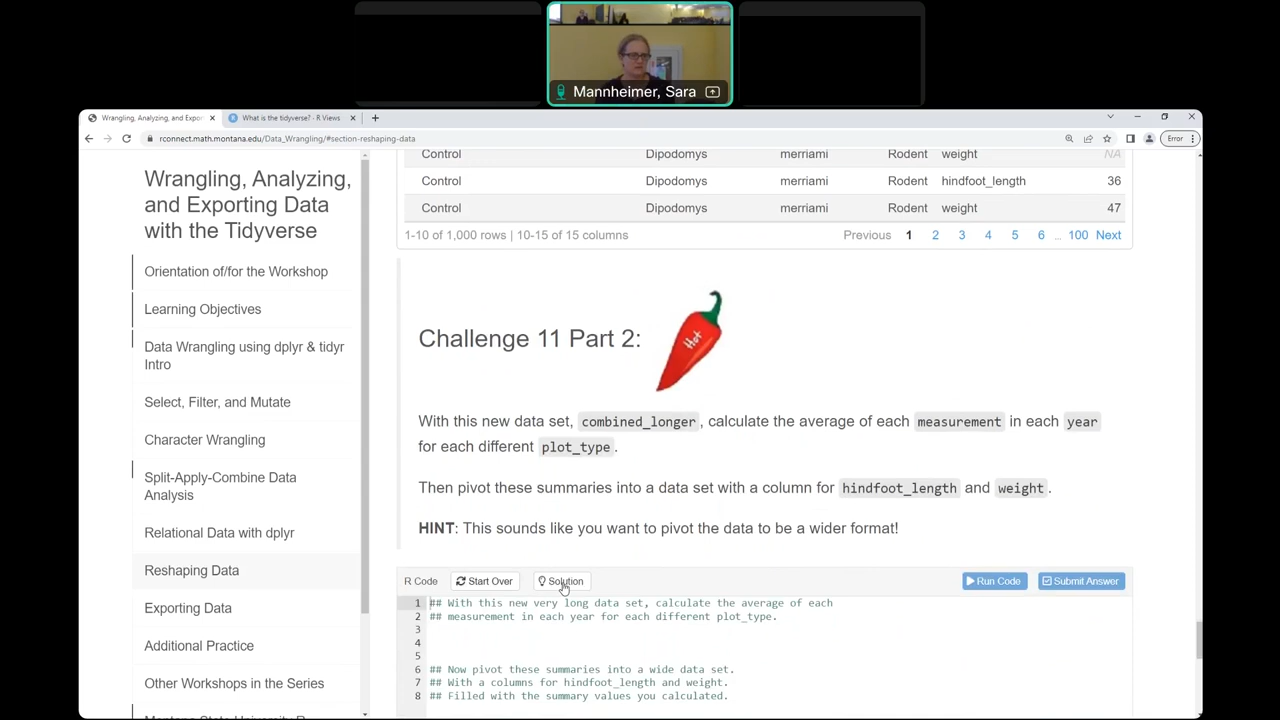 Mannheimer, Sara
Wrangling, Analyzing, and Expor
What is the tidyverse? · R Views
rconnect.math.montana.edu/Data_Wrangling/#section-reshaping-data
Error
Wrangling, Analyzing,
and Exporting Data
with the Tidyverse
Orientation of/for the Workshop
Learning Objectives
Data Wrangling using dplyr & tidyr
Intro
Select, Filter, and Mutate
Character Wrangling
Split-Apply-Combine Data
Analysis
Relational Data with dplyr
Reshaping Data
Exporting Data
Additional Practice
Other Workshops in the Series
Montana State University R
Control Dipodomys merriami Rodent weight NA
Control Dipodomys merriami Rodent hindfoot_length 36
Control Dipodomys merriami Rodent weight 47
1-10 of 1,000 rows | 10-15 of 15 columns Previous 1 2 3 4 5 6 ... 100 Next
Challenge 11 Part 2:
Hot
With this new data set, combined_longer, calculate the average of each measurement in each year
for each different plot_type.
Then pivot these summaries into a data set with a column for hindfoot_length and weight.
HINT: This sounds like you want to pivot the data to be a wider format!
R Code Start Over Solution Run Code Submit Answer
1 ## With this new very long data set, calculate the average of each
2 ## measurement in each year for each different plot_type.
3
4
5
6 ## Now pivot these summaries into a wide data set.
7 ## With a columns for hindfoot_length and weight.
8 ## Filled with the summary values you calculated.